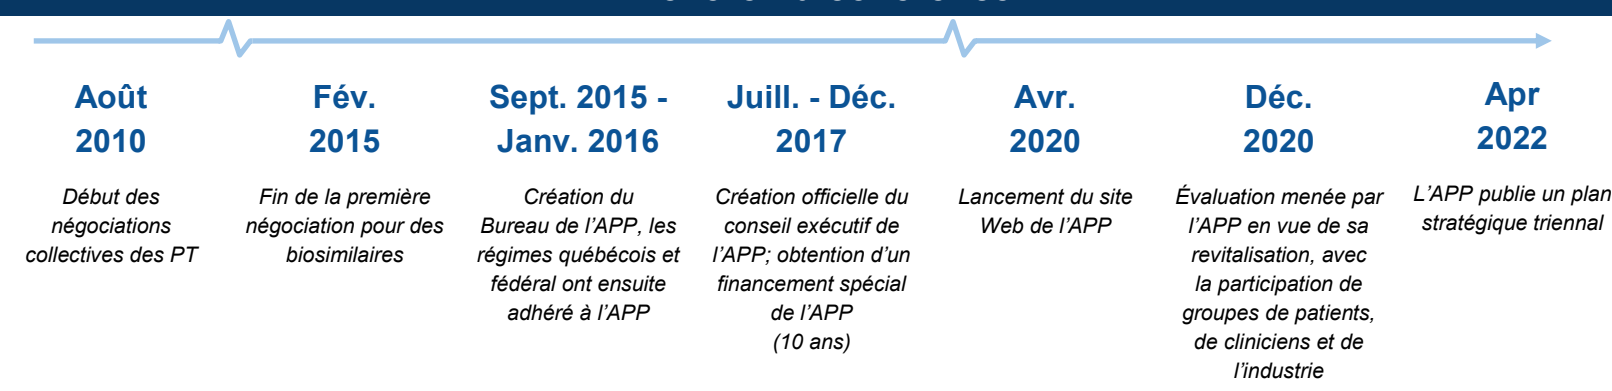 Août
2010
Début des
négociations
collectives des PT
Fév.
2015
Fin de la première
négociation pour des
biosimilaires
Sept. 2015 -
Janv. 2016
Création du
Bureau de l’APP, les
régimes québécois et
fédéral ont ensuite
adhéré à l’APP
Juill. - Déc.
2017
Création officielle du
conseil exécutif de
l’APP; obtention d’un
financement spécial
de l’APP
(10 ans)
Avr.
2020
Lancement du site
Web de l’APP
Déc.
2020
Évaluation menée par
l’APP en vue de sa
revitalisation, avec
la participation de
groupes de patients,
de cliniciens et de
l’industrie
Apr
2022
L’APP publie un plan
stratégique triennal